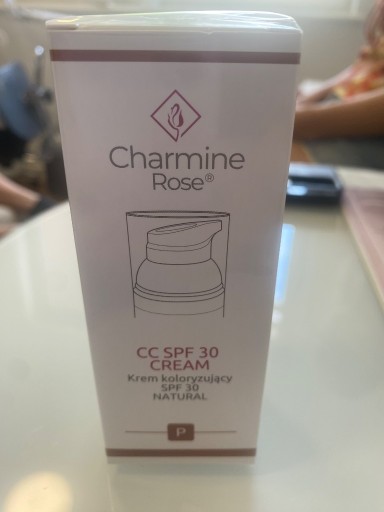 Charmine
Rose®
CC SPF 30
CREAM
Krem koloryzujący
SPF 30
NATURAL
P